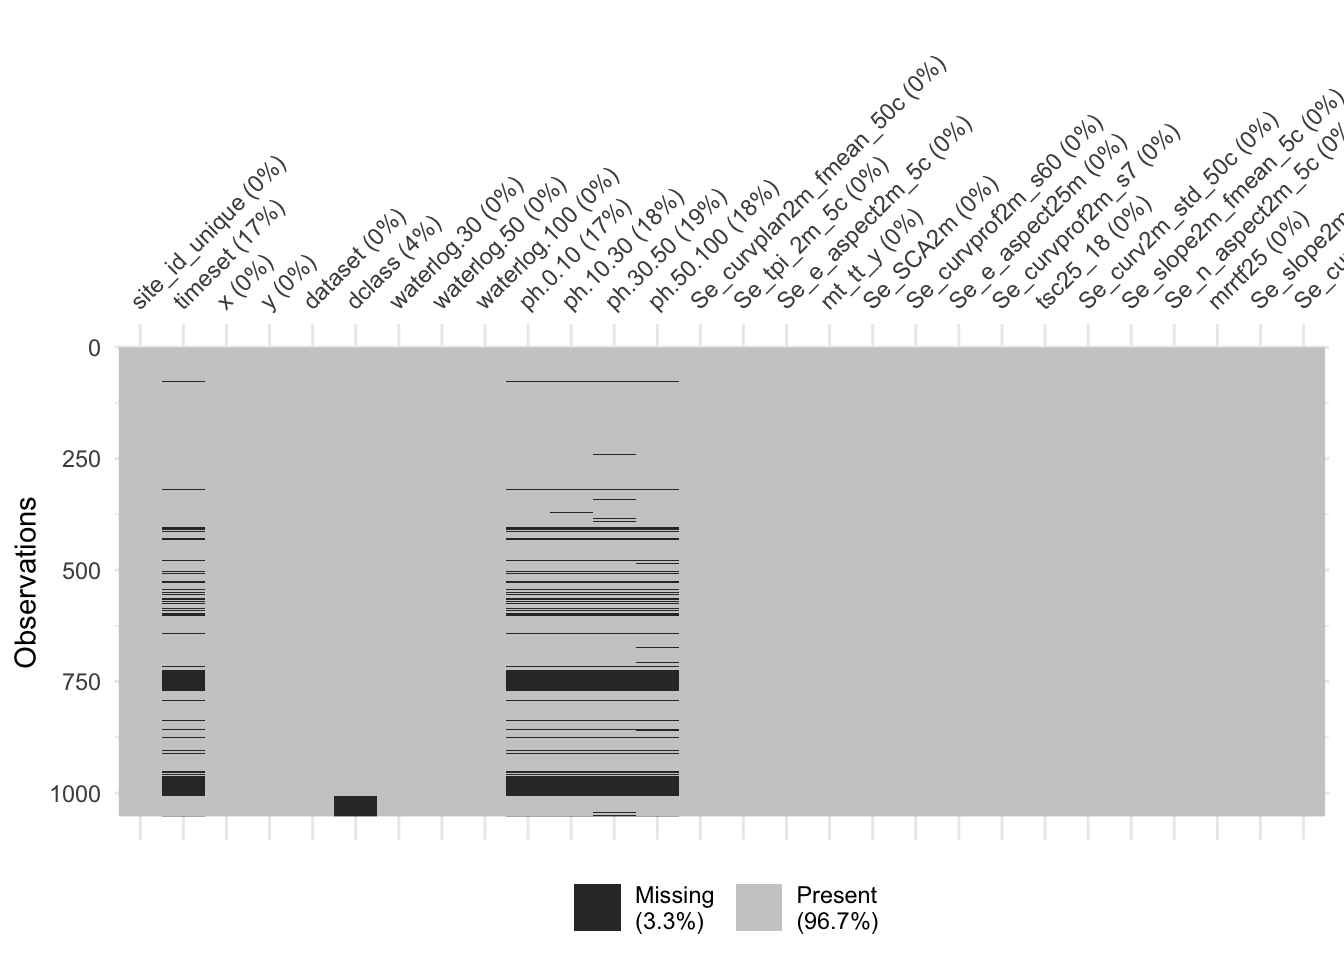 site_id_unique (0%)
timeset (17%)
x (0%)
y (0%)
dataset (0%)
dclass (4%)
waterlog.30 (0%)
waterlog.50 (0%)
waterlog.100 (0%)
ph.0.10 (17%)
ph.10.30 (18%)
ph.30.50 (19%)
ph.50.100 (18%)
Se_curvplan2m_fmean_50c (0%)
Se_tpi_2m_5c (0%)
Se_e_aspect2m_5c (0%)
mt_tt_y (0%)
Se_SCA2m (0%)
Se_curvprof2m_s60 (0%)
Se_e_aspect25m (0%)
Se_curvprof2m_s7 (0%)
tsc25_18 (0%)
Se_curv2m_std_50c (0%)
Se_slope2m_fmean_5c (0%)
Se_n_aspect2m_5c (0%
mrrtf25 (0%)
Se_slope2m
Se_cu
0
250
500
750
1000
Observations
Missing
(3.3%)
Present
(96.7%)